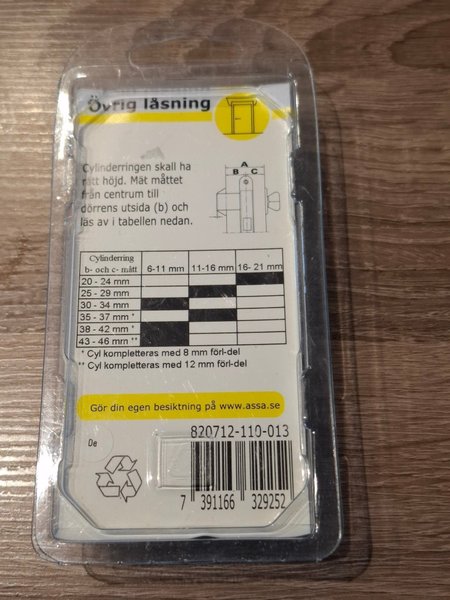 Övrig låsning
Cylinderringen skall ha
rätt höjd. Mät måttet
från centrum till
dörrens utsida (b) och
läs av i tabellen nedan.
A
B C
Cylinderring
b- och c- mått 6-11 mm 11-16 mm 16- 21 mm
20 - 24 mm
25 - 29 mm
30 - 34 mm
35 - 37 mm *
38 - 42 mm *
43 - 46 mm **
* Cyl kompletteras med 8 mm förl-del
** Cyl kompletteras med 12 mm förl-del
Gör din egen besiktning på www.assa.se
De
820712-110-013
7 391166 329252